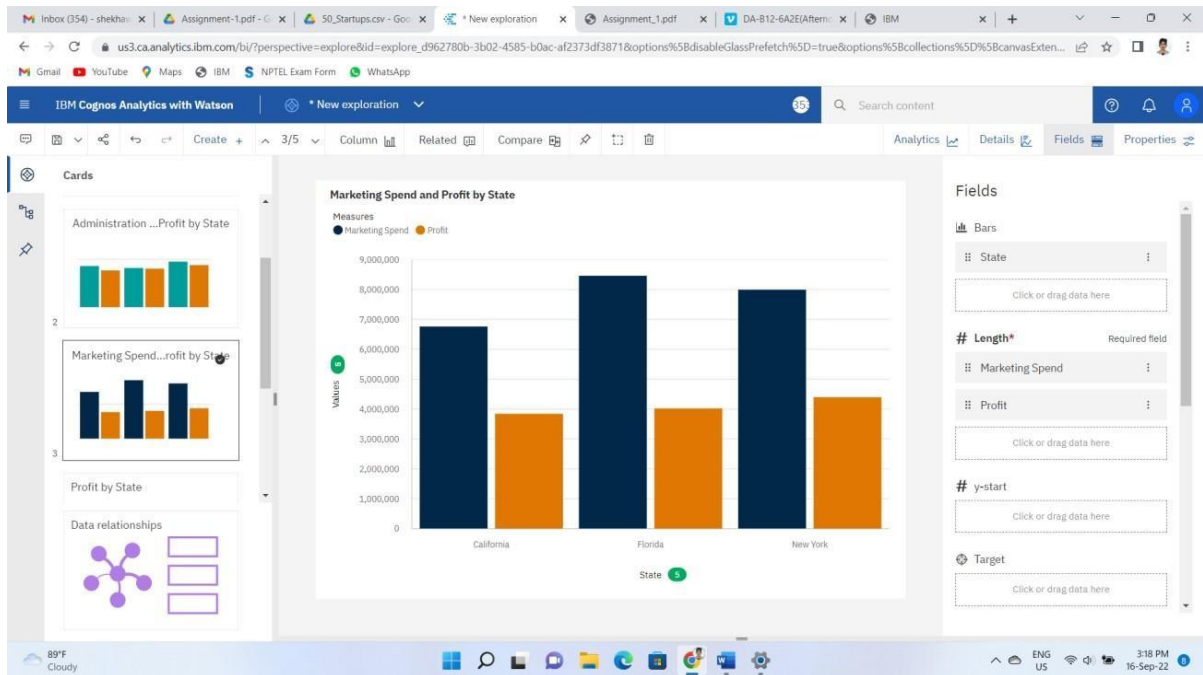 Inbox (354) - shekhav
Assignment-1.pdf - G
50_Startups.csv - Goo
* New exploration
Assignment_1.pdf
DA-B12-6A2E(Aftern
IBM
us3.ca.analytics.ibm.com/bi/?perspective=explore&id=explore_d962780b-3b02-4585-b0ac-af2373df3871&options%5BdisableGlassPrefetch%5D=true&options%5Bcollections%5D%5BcanvasExten...
Gmail YouTube Maps IBM NPTEL Exam Form WhatsApp
IBM Cognos Analytics with Watson
* New exploration
Search content
Create + 3/5 Column Related Compare
Analytics Details Fields Properties
Cards
Administration ...Profit by State
2
Marketing Spend...rofit by State
3
Profit by State
Data relationships
Marketing Spend and Profit by State
Measures
Marketing Spend Profit
9,000,000
8,000,000
7,000,000
6,000,000
5,000,000
4,000,000
3,000,000
2,000,000
1,000,000
0
Values 5
California Florida New York
State 5
Fields
Bars
State
Click or drag data here
# Length* Required field
Marketing Spend
Profit
Click or drag data here
# y-start
Click or drag data here
Target
Click or drag data here
89°F
Cloudy
ENG
US
3:18 PM
16-Sep-22
8